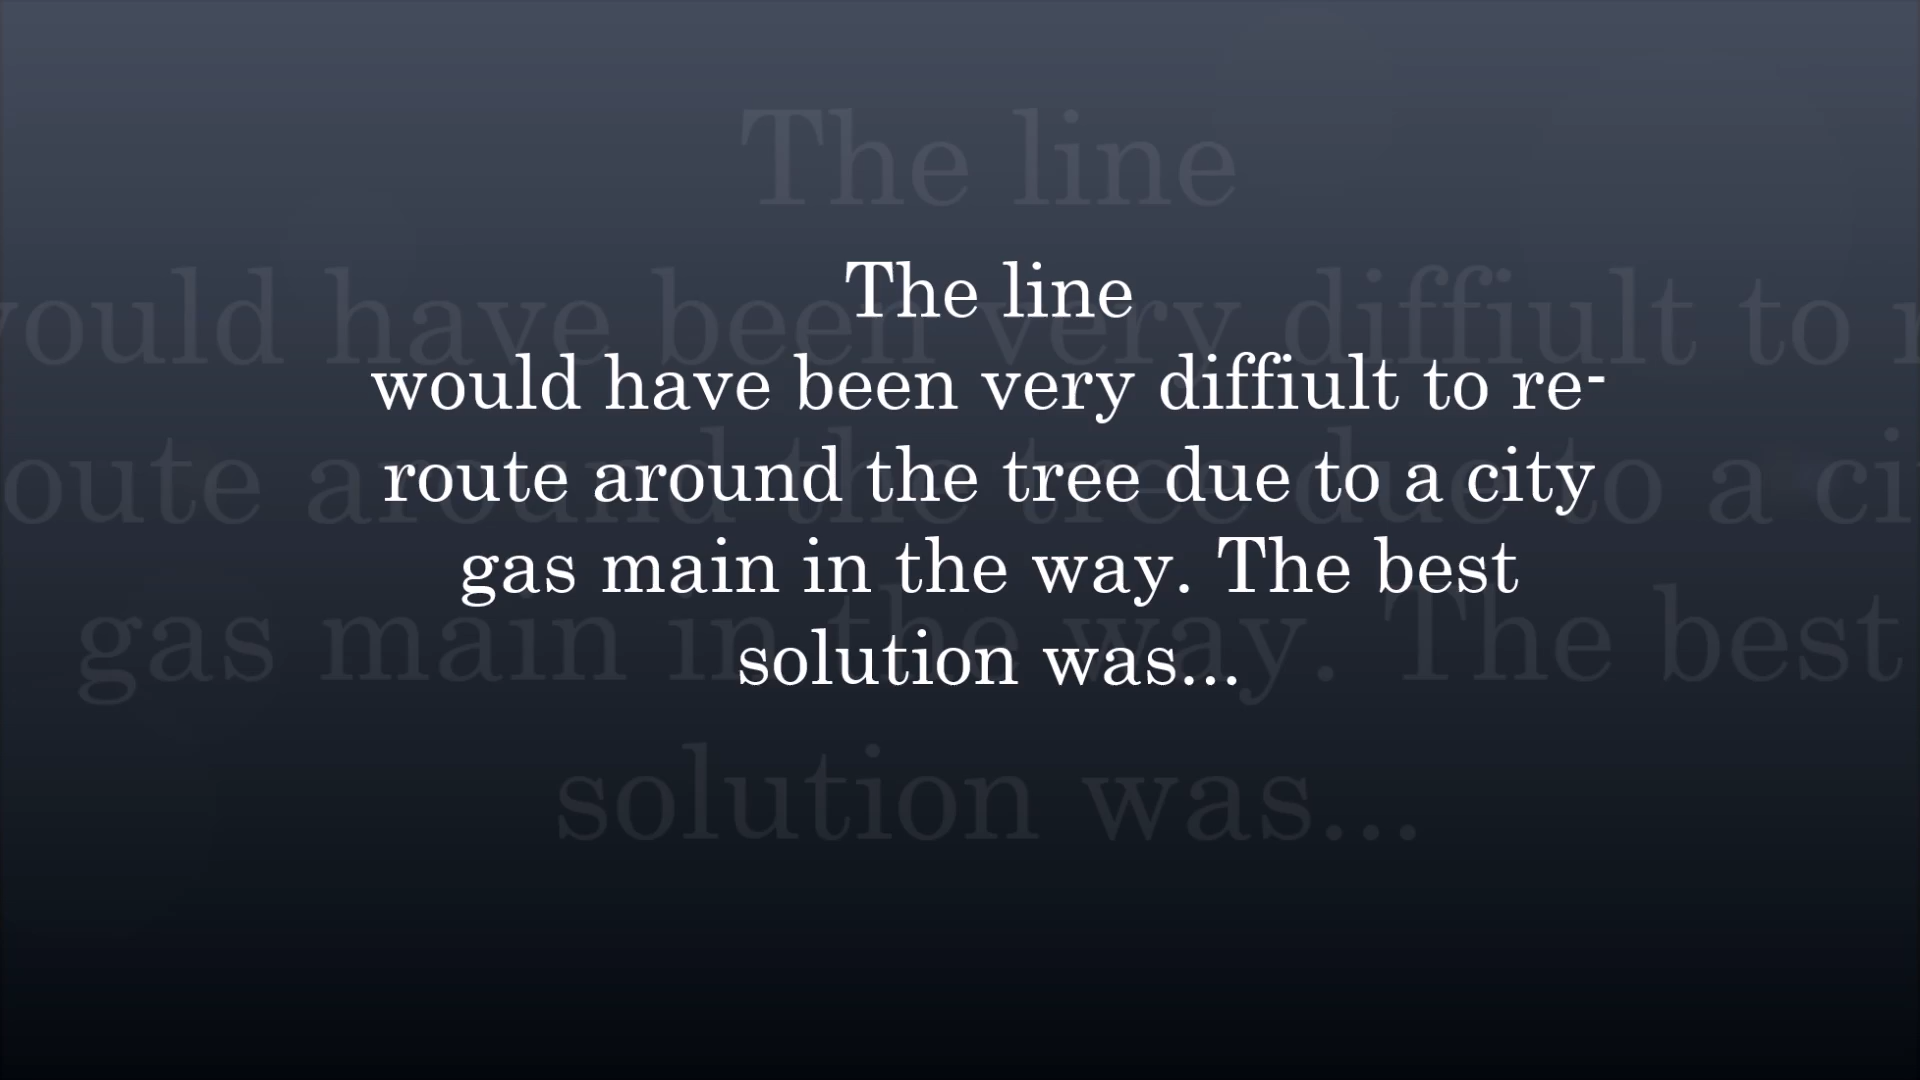 The line
would have been very diffiult to re-
route around the tree due to a city
gas main in the way. The best
solution was...